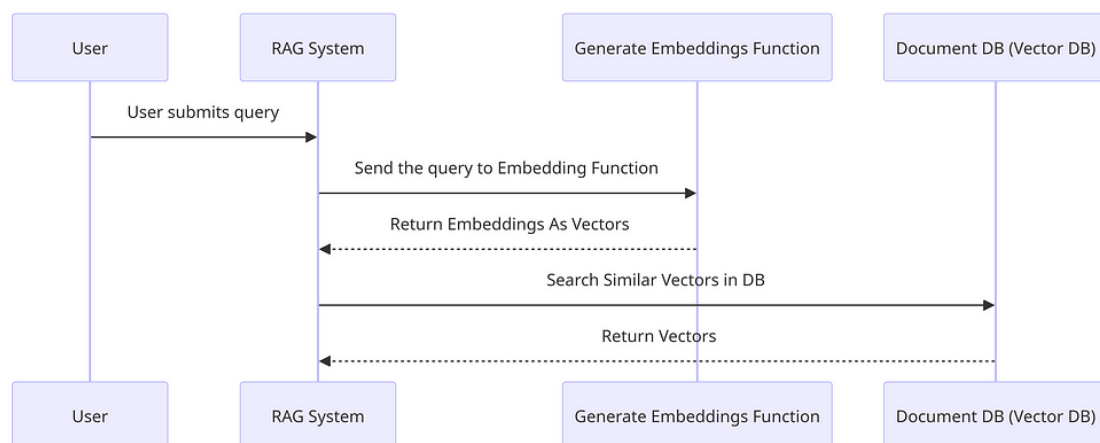 User
RAG System
Generate Embeddings Function
Document DB (Vector DB)
User submits query
Send the query to Embedding Function
Return Embeddings As Vectors
Search Similar Vectors in DB
Return Vectors
User
RAG System
Generate Embeddings Function
Document DB (Vector DB)